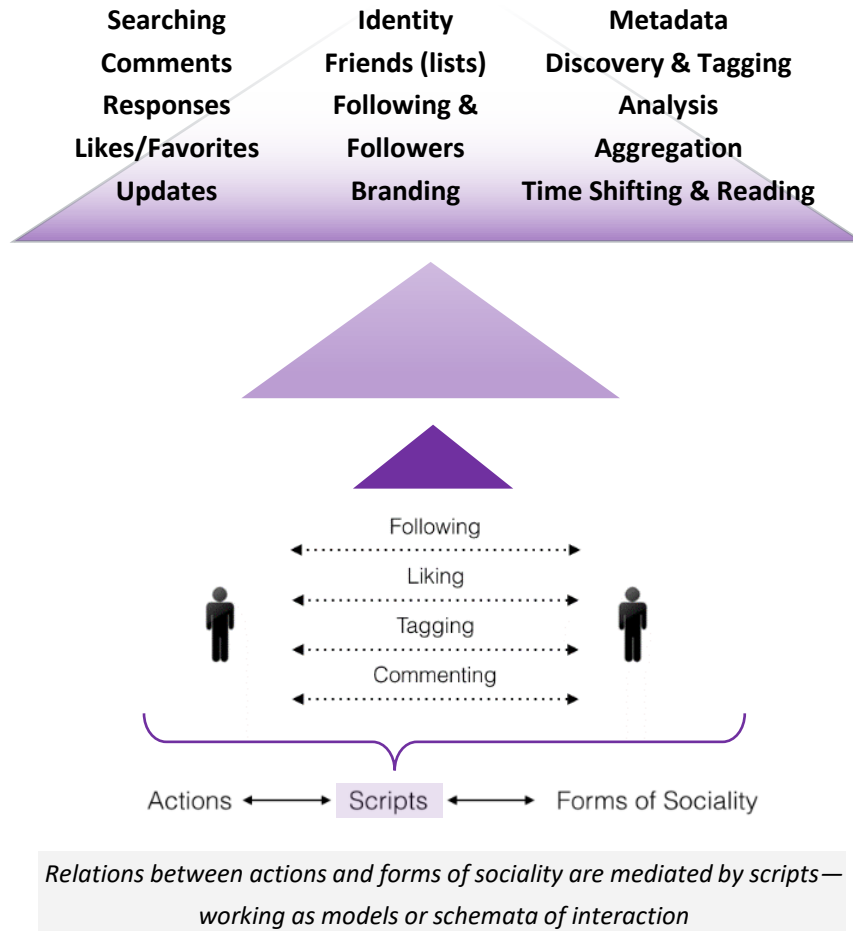 Searching
Comments
Responses
Likes/Favorites
Updates
Identity
Friends (lists)
Following &
Followers
Branding
Metadata
Discovery & Tagging
Analysis
Aggregation
Time Shifting & Reading
Following
Liking
Tagging
Commenting
Actions
Scripts
Forms of Sociality
Relations between actions and forms of sociality are mediated by scripts—
working as models or schemata of interaction